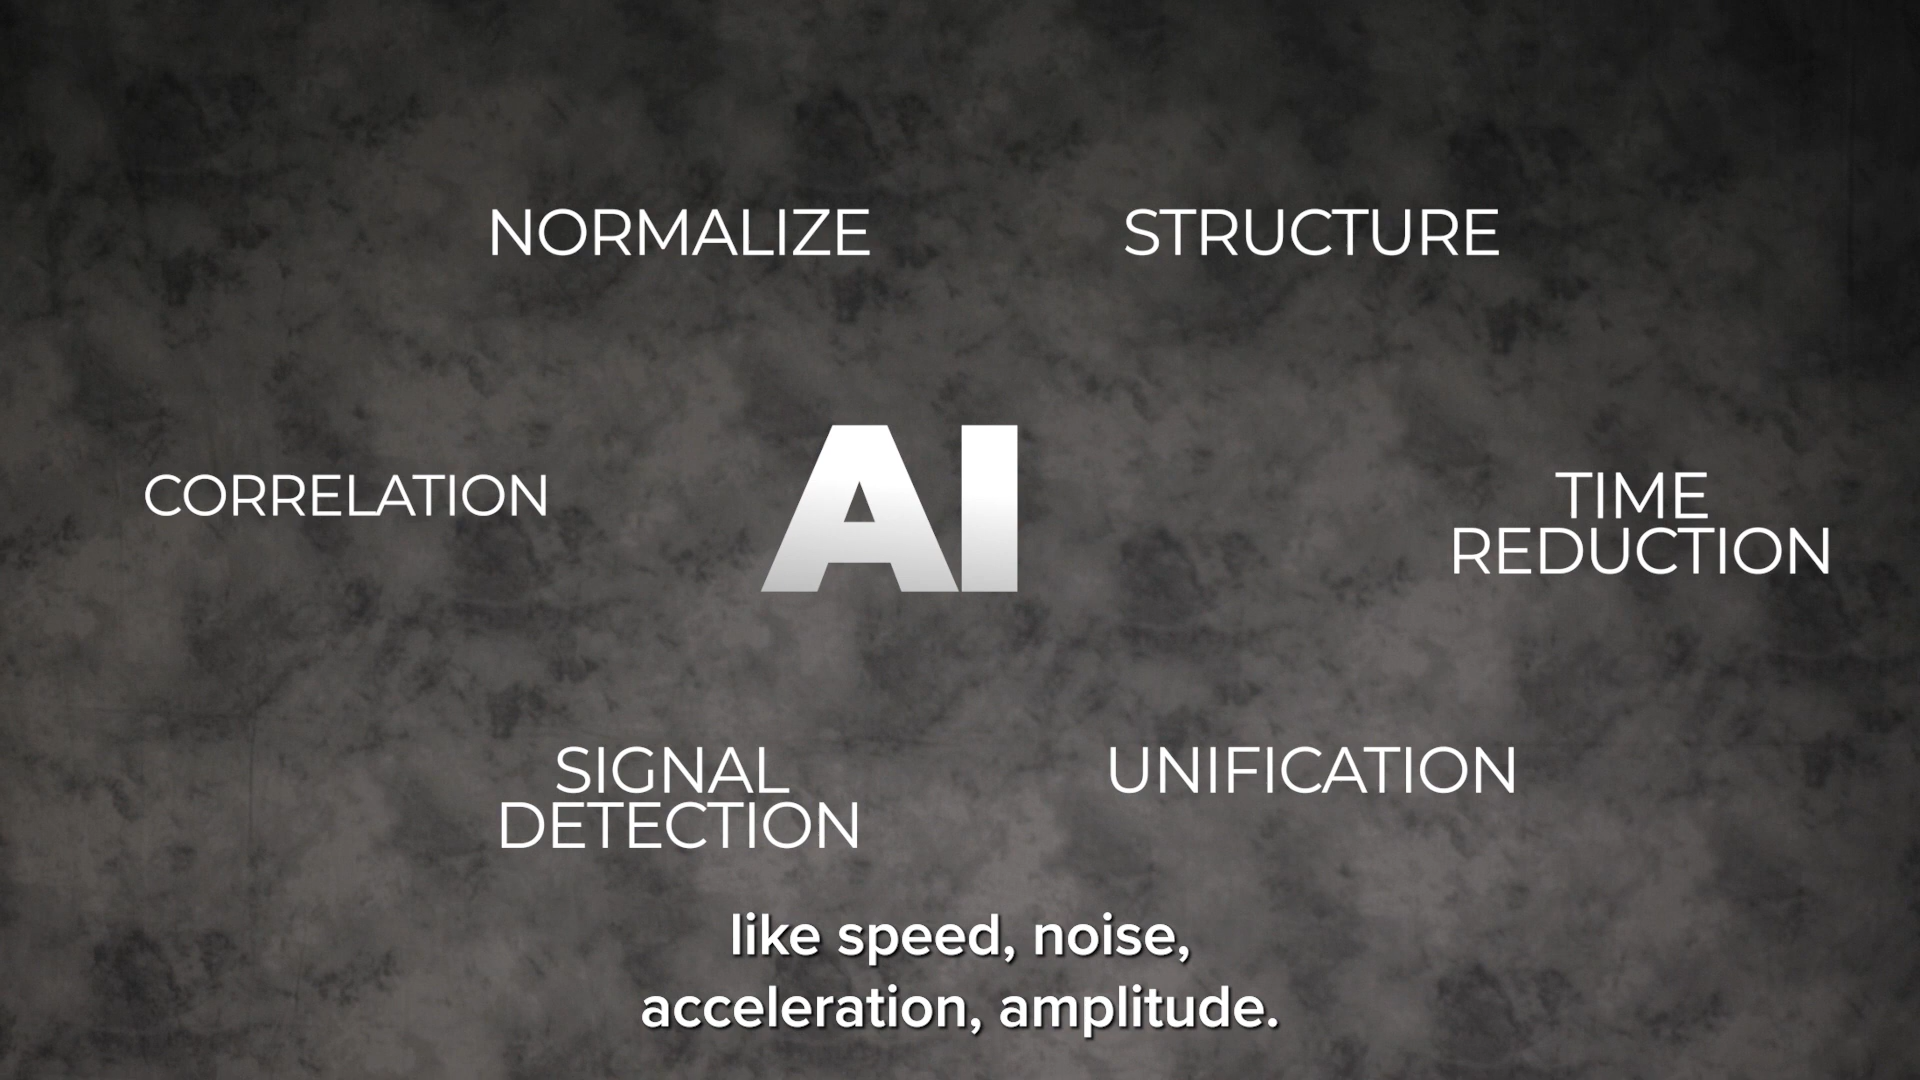 NORMALIZE
STRUCTURE
CORRELATION
AI
TIME
REDUCTION
SIGNAL
DETECTION
UNIFICATION
like speed, noise,
acceleration, amplitude.